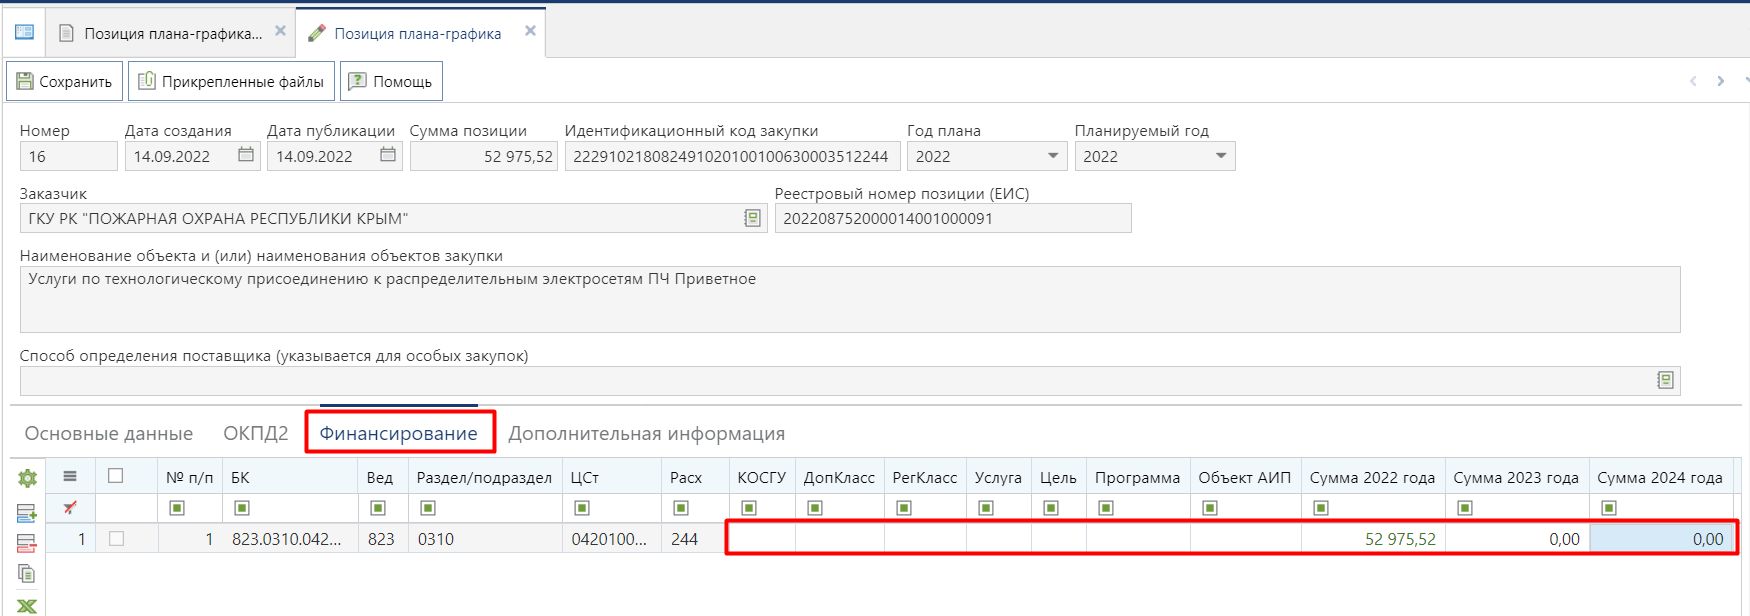 Позиция плана-графика...
Позиция плана-графика
Сохранить
Прикрепленные файлы
Помощь
Номер Дата создания Дата публикации Сумма позиции Идентификационный код закупки Год плана Планируемый год
16 14.09.2022 14.09.2022 52 975,52 222910218082491020100100630003512244 2022 2022
Заказчик Реестровый номер позиции (ЕИС)
ГКУ РК "ПОЖАРНАЯ ОХРАНА РЕСПУБЛИКИ КРЫМ" 202208752000014001000091
Наименование объекта и (или) наименования объектов закупки
Услуги по технологическому присоединению к распределительным электросетям ПЧ Приветное
Способ определения поставщика (указывается для особых закупок)
Основные данные ОКПД2 Финансирование Дополнительная информация
№ п/п БК Вед Раздел/подраздел ЦСт Расх КОСГУ ДопКласс РегКласс Услуга Цель Программа Объект АИП Сумма 2022 года Сумма 2023 года Сумма 2024 года
1 1 823.0310.042... 823 0310 0420100... 244 52 975,52 0,00 0,00